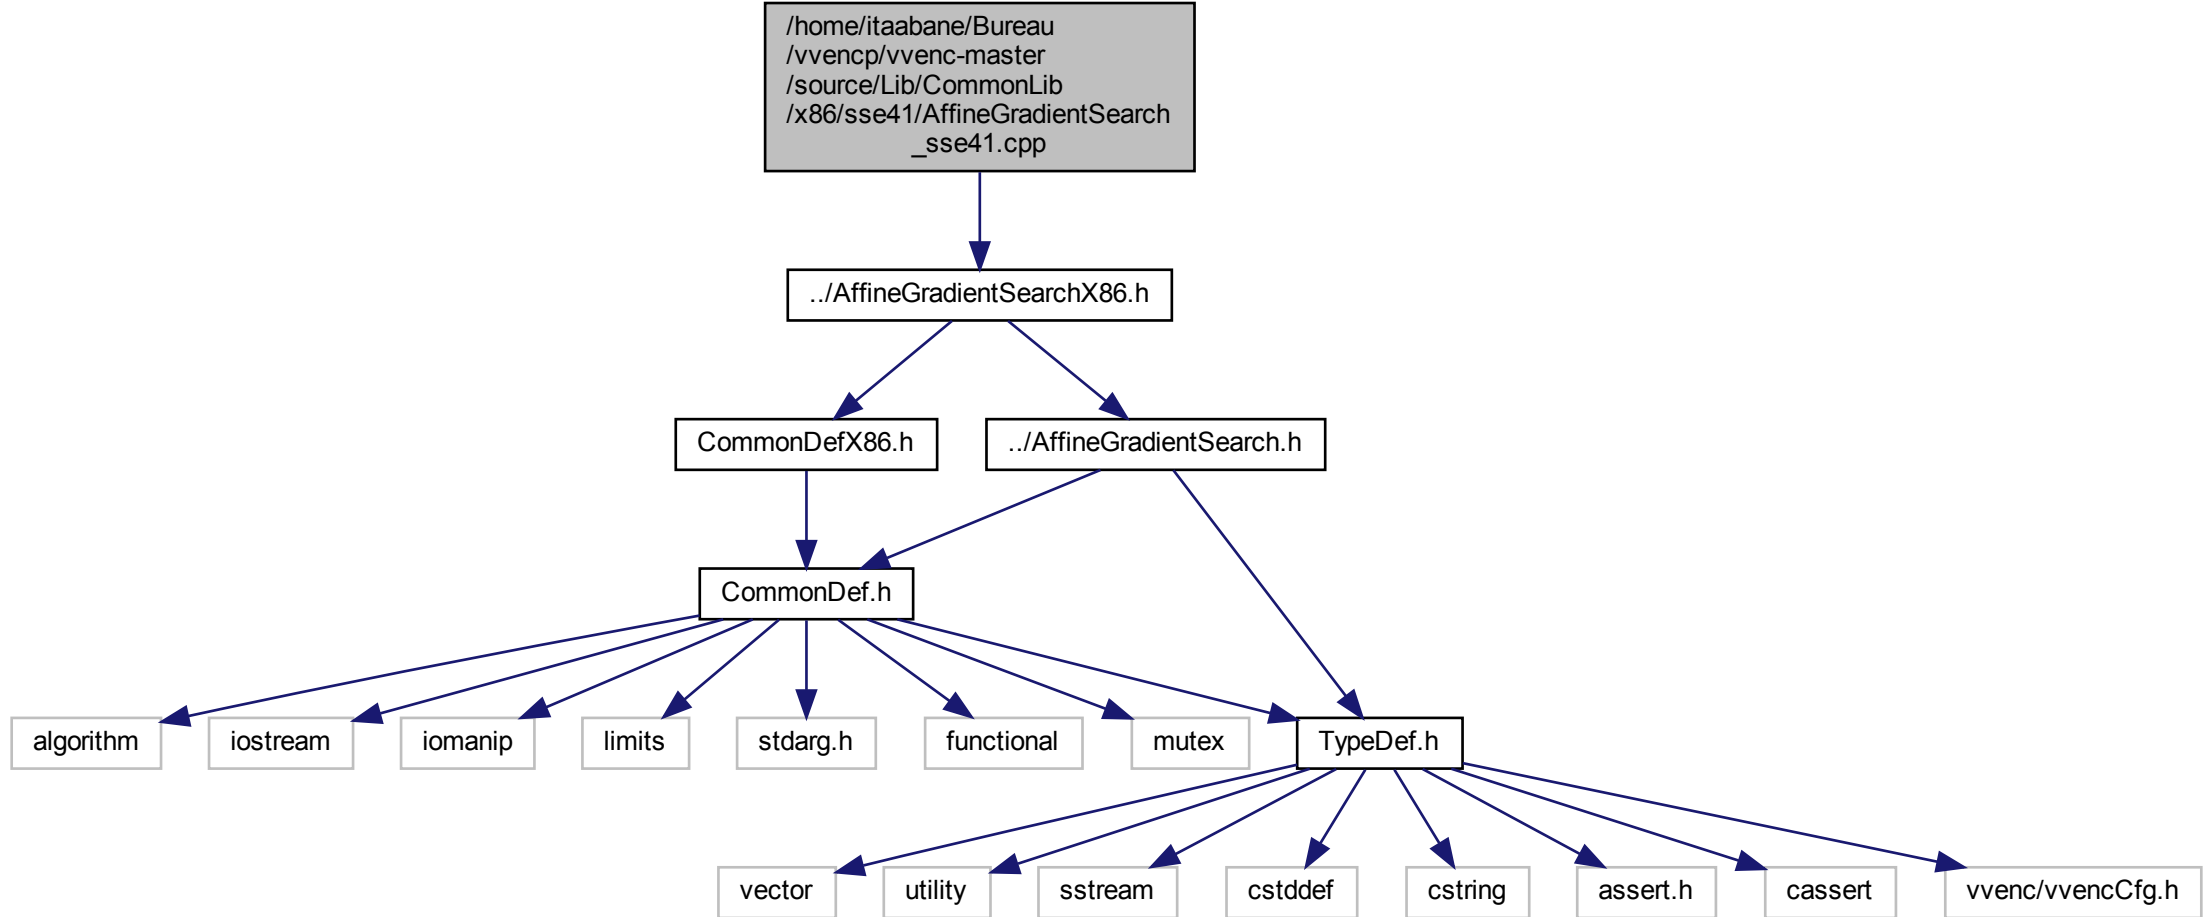 /home/itaabane/Bureau
/vvencp/vvenc-master
/source/Lib/CommonLib
/x86/sse41/AffineGradientSearch
_sse41.cpp
../AffineGradientSearchX86.h
CommonDefX86.h
../AffineGradientSearch.h
CommonDef.h
algorithm
iostream
iomanip
limits
stdarg.h
functional
mutex
TypeDef.h
vector
utility
sstream
cstddef
cstring
assert.h
cassert
vvenc/vvencCfg.h